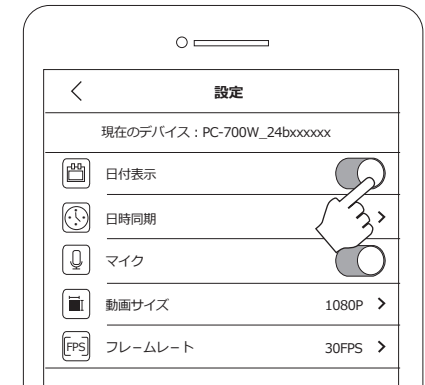 設定
現在のデバイス：PC-700W_24bxxxxxx
日付表示
日時同期
マイク
動画サイズ 1080P
FPS フレームレート 30FPS